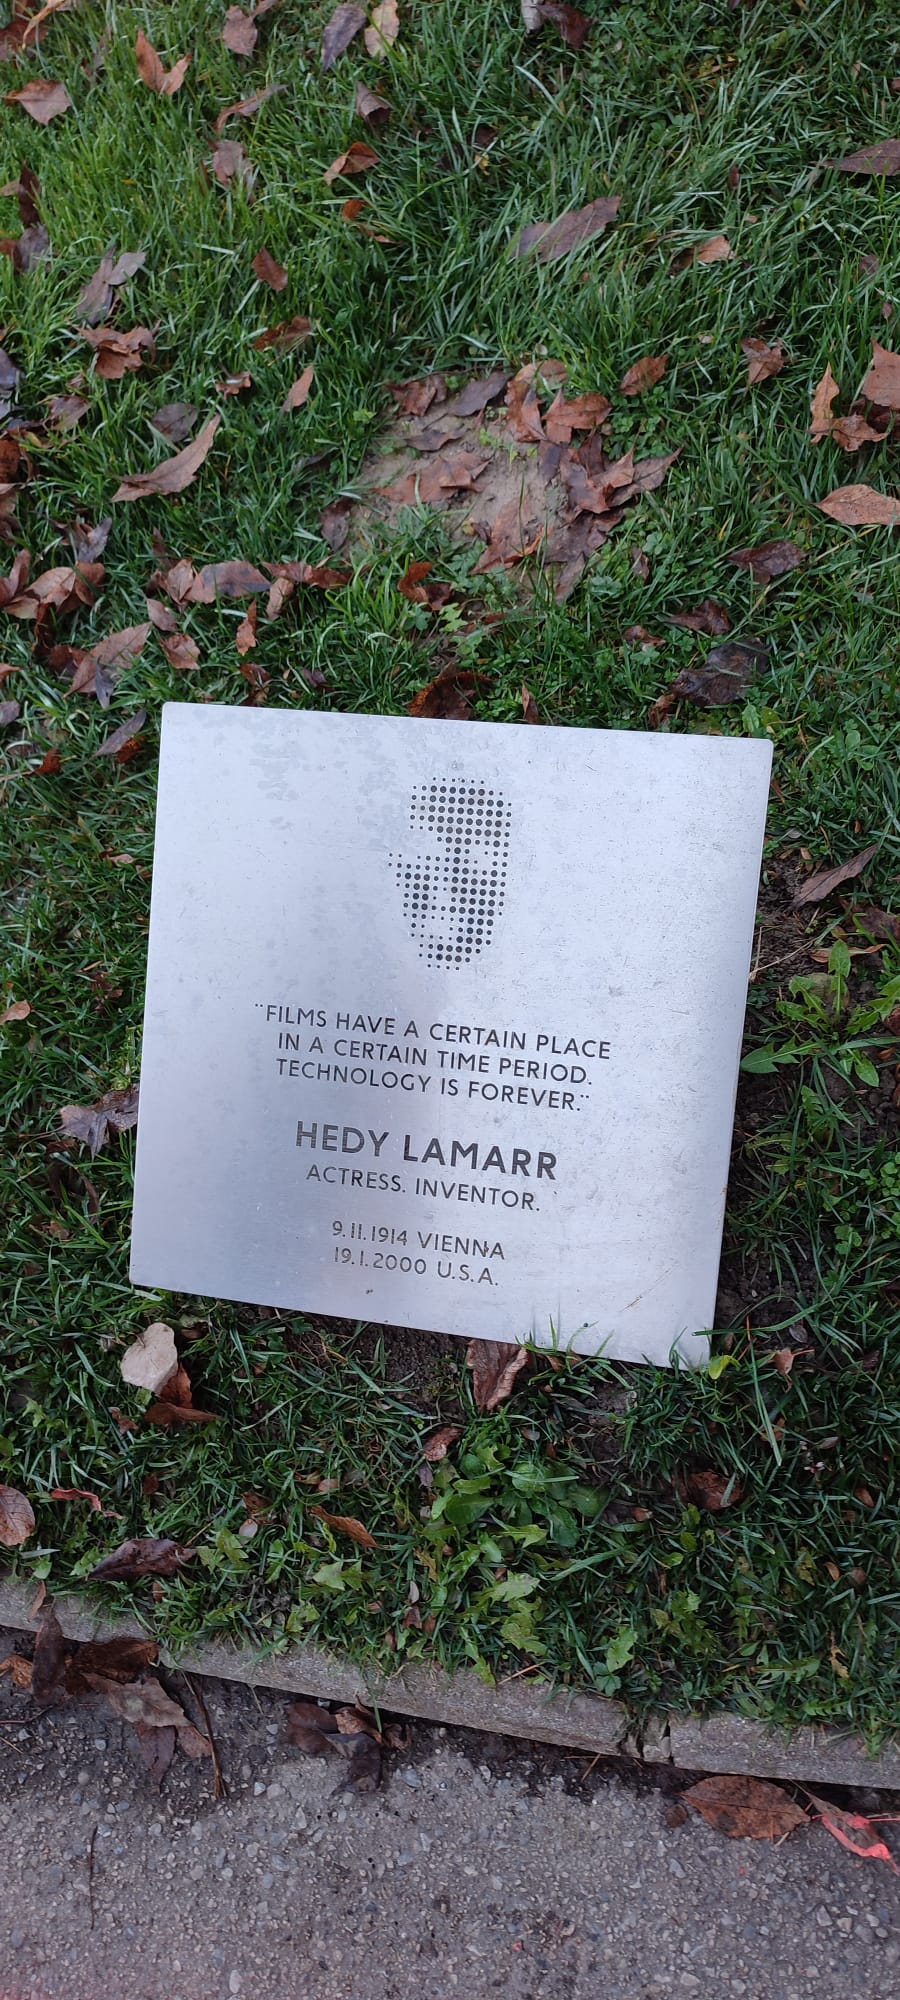 ¨FILMS HAVE A CERTAIN PLACE
IN A CERTAIN TIME PERIOD.
TECHNOLOGY IS FOREVER.¨
HEDY LAMARR
ACTRESS. INVENTOR.
9.11.1914 VIENNA
19.1.2000 U.S.A.